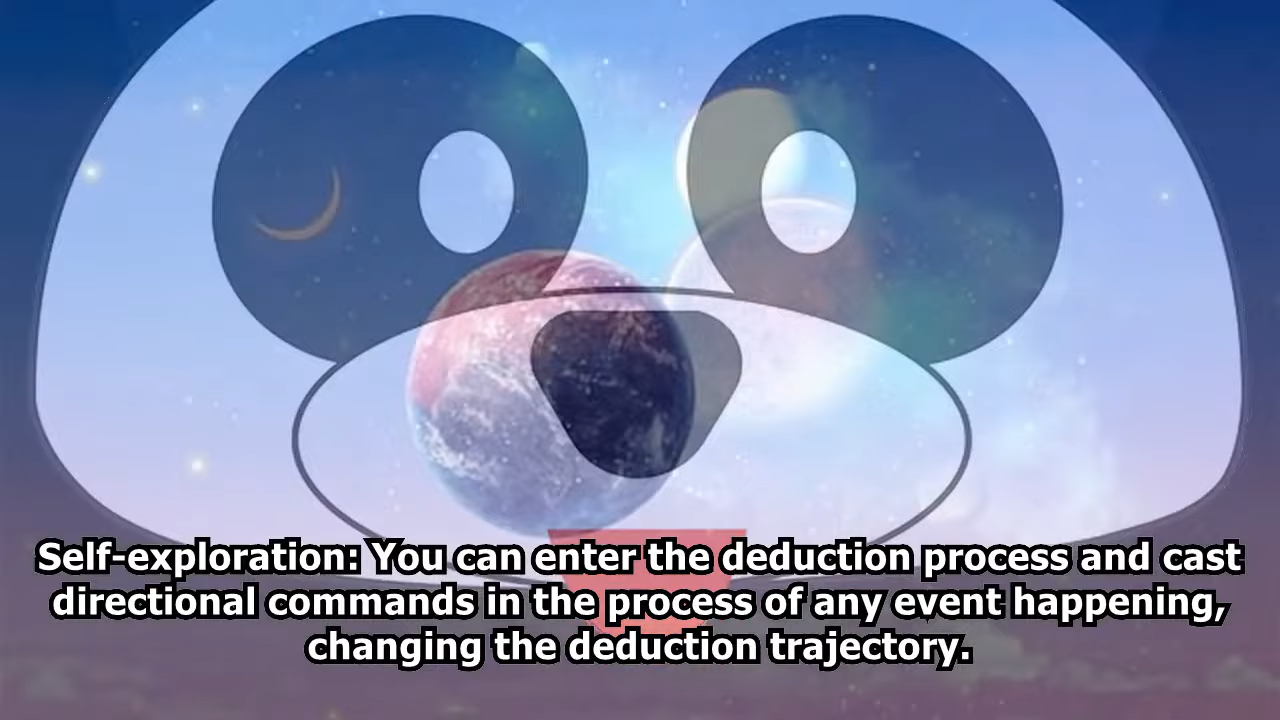 Self-exploration: You can enter the deduction process and cast
directional commands in the process of any event happening,
changing the deduction trajectory.